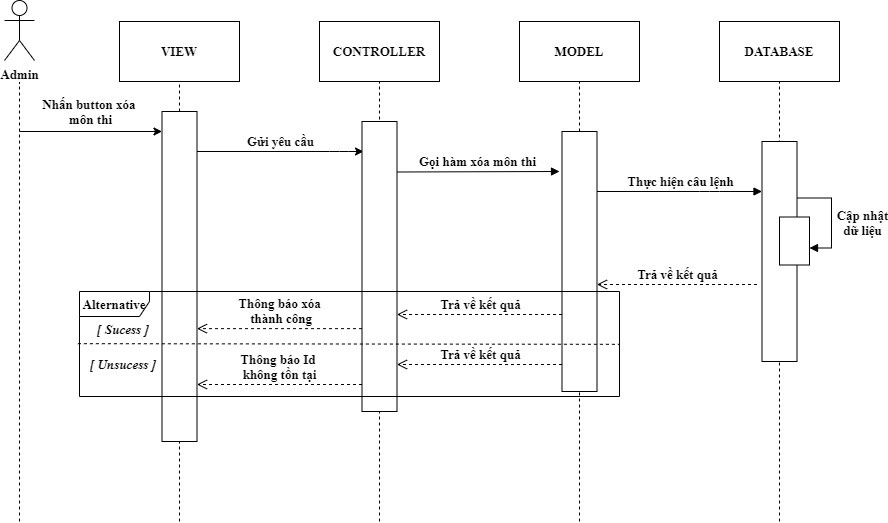 Admin
VIEW
CONTROLLER
MODEL
DATABASE
Nhấn button xóa
môn thi
Gửi yêu cầu
Gọi hàm xóa môn thi
Thực hiện câu lệnh
Cập nhật
dữ liệu
Trả về kết quả
Alternative
Thông báo xóa
thành công
Trả về kết quả
[ Sucess ]
[ Unsucess ]
Thông báo Id
không tồn tại
Trả về kết quả